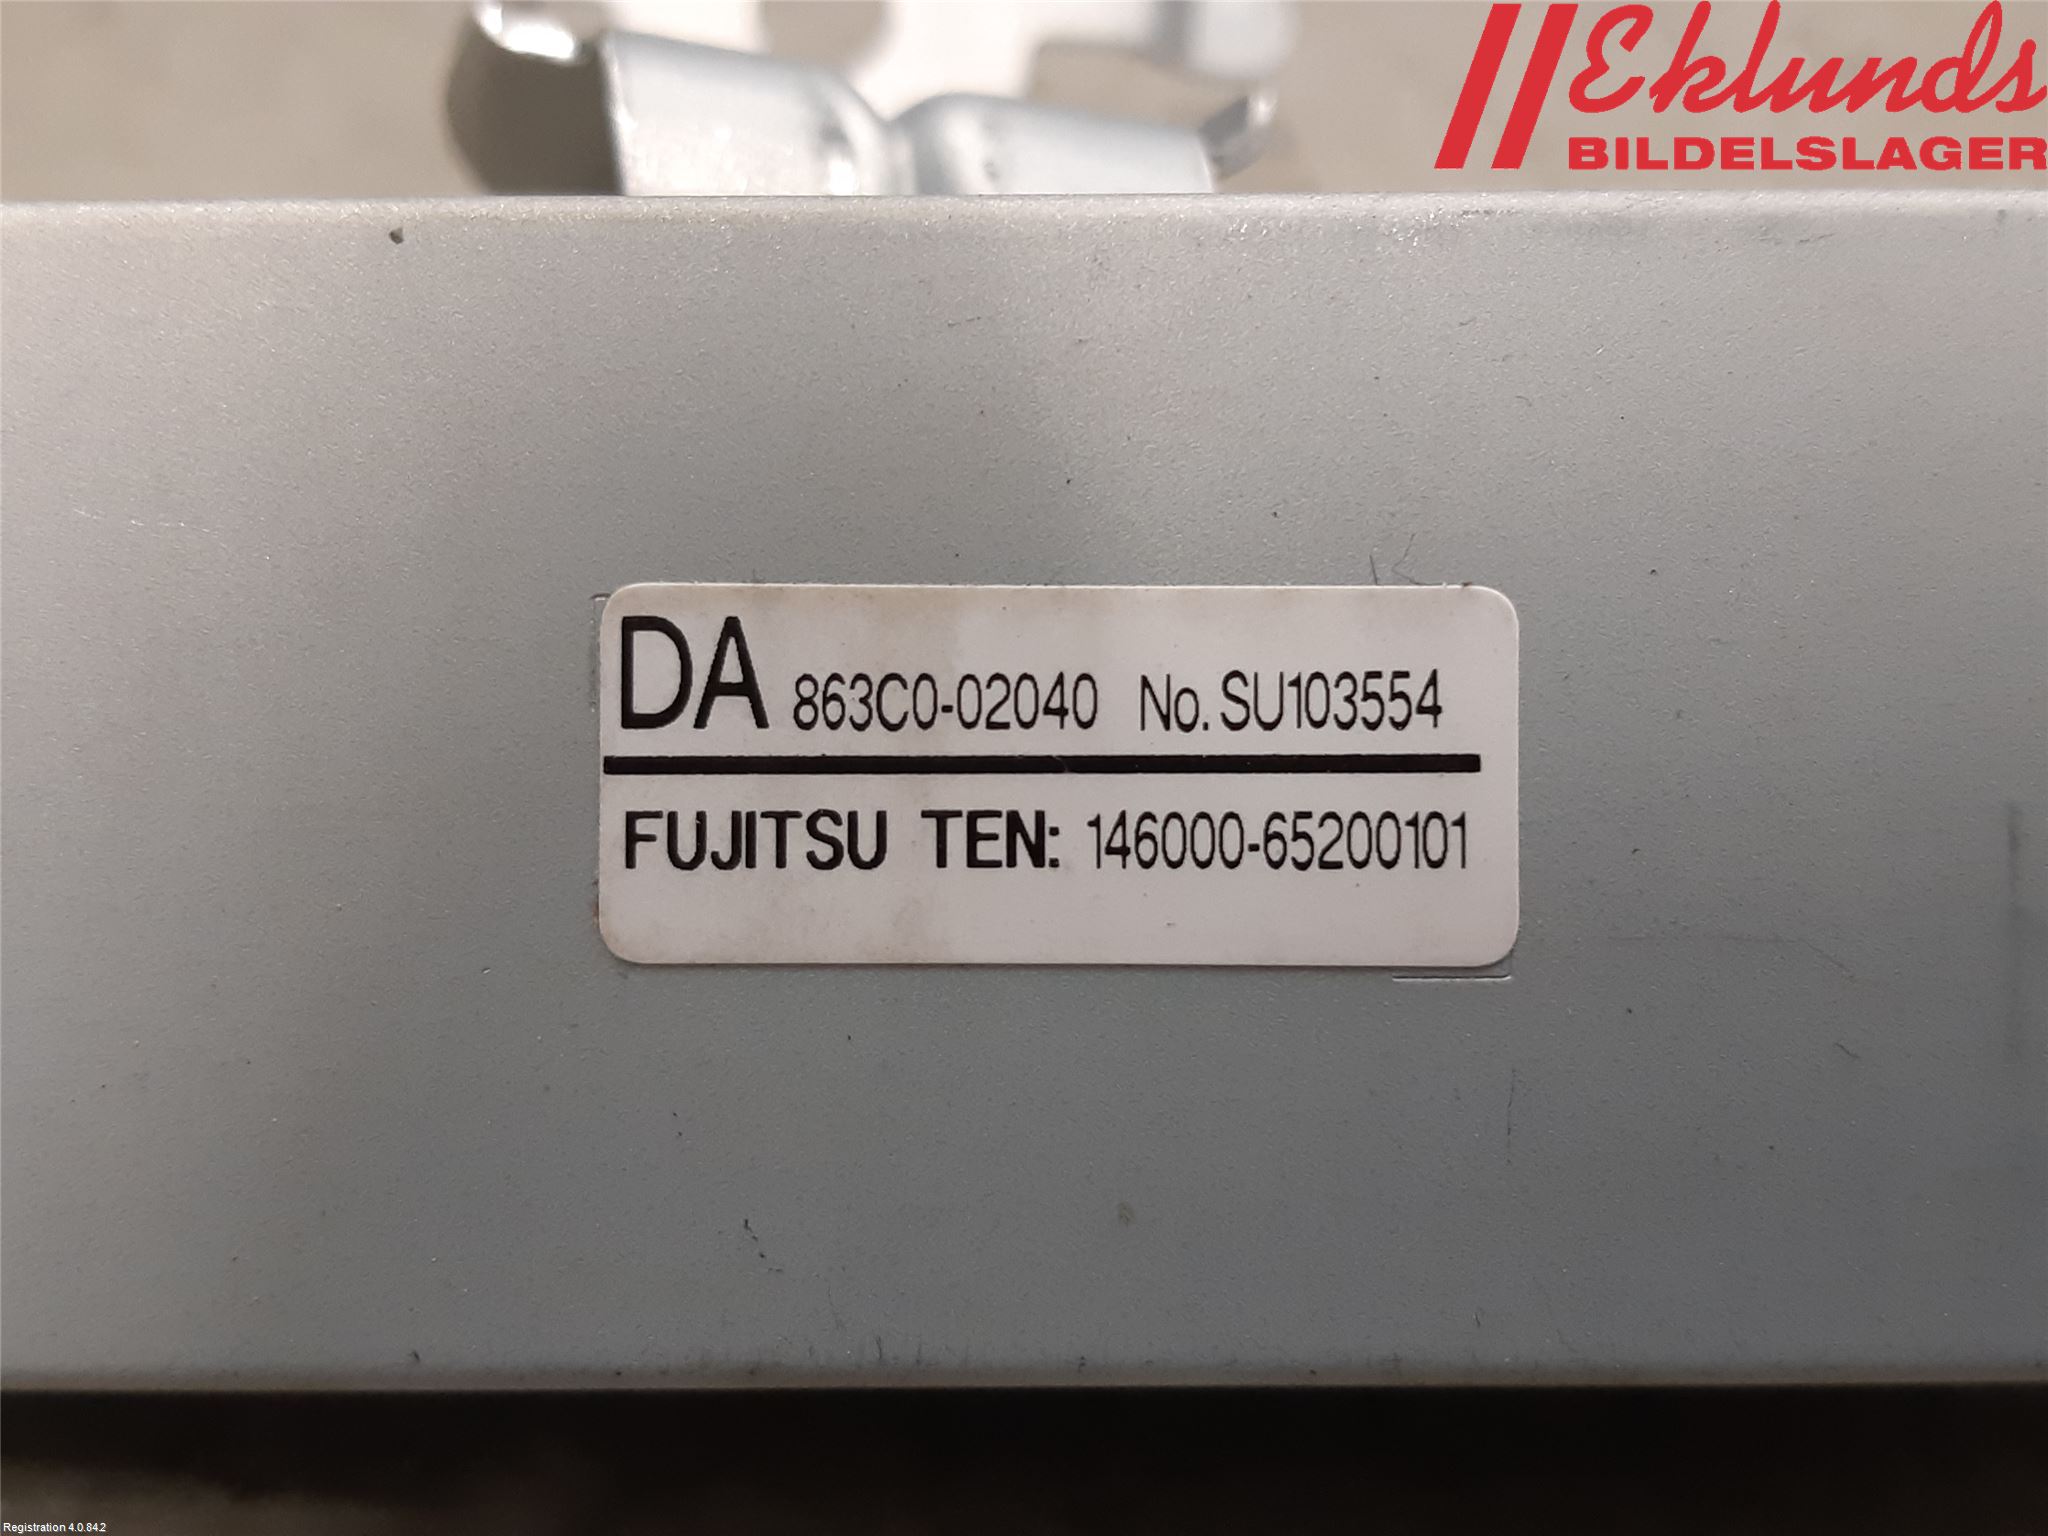 Eklunds
BILDELSLAGER
DA 863C0-02040 No. SU103554
FUJITSU TEN: 146000-65200101
Registration 4.0.84.2